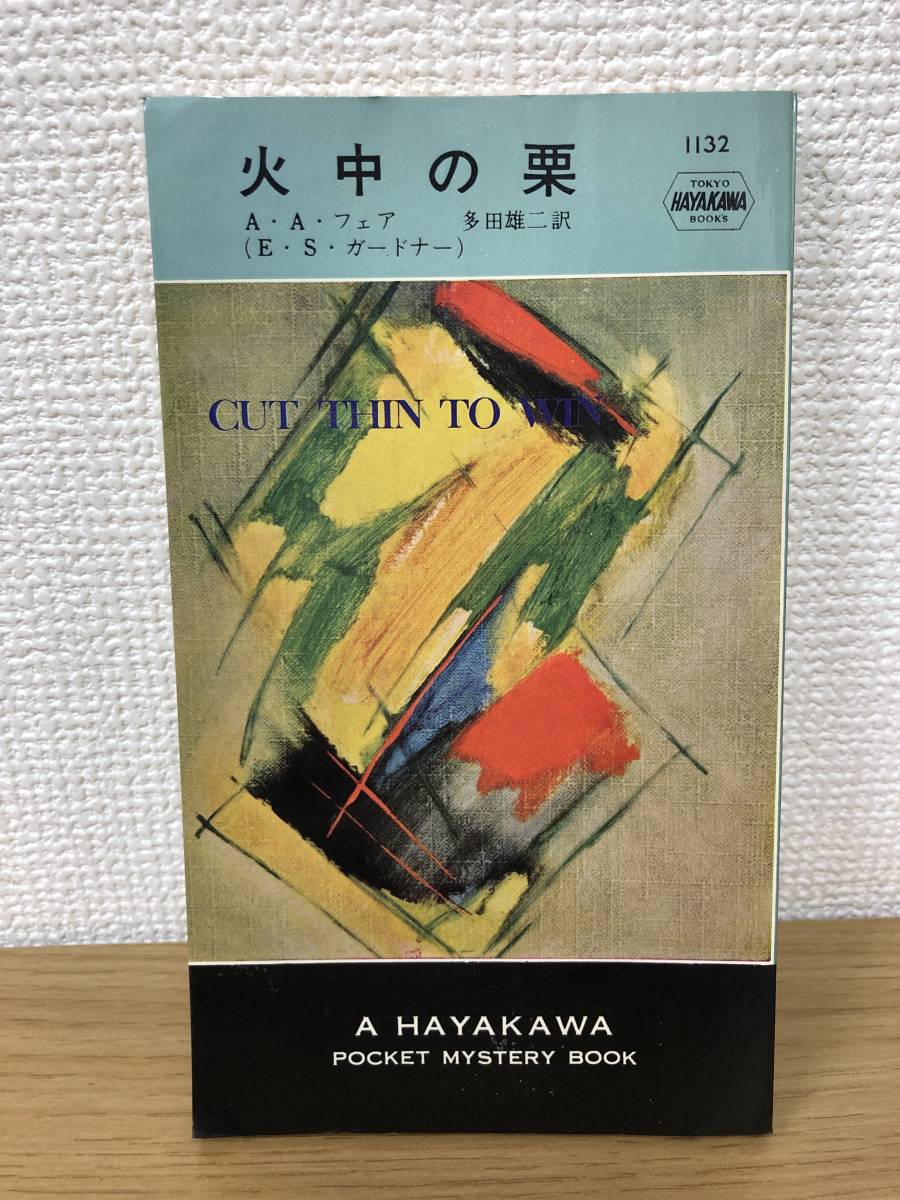 1132
火中の栗
TOKYO
HAYAKAWA
BOOKS
A・A・フェア 多田雄二訳
(E・S・ガードナー)
CUT THIN TO WIN
A HAYAKAWA
POCKET MYSTERY BOOK